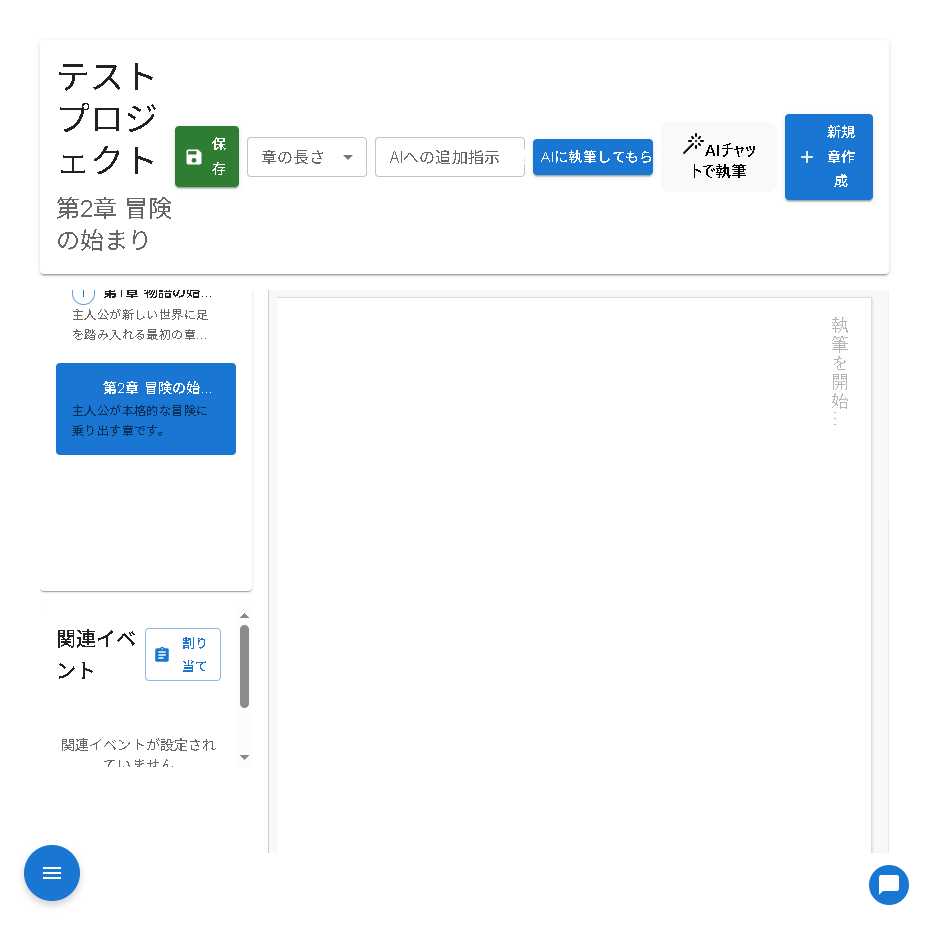 テスト
プロジ
ェクト
第2章 冒険
の始まり
保
存
章の長さ
AIへの追加指示
AIに執筆してもら
AIチャッ
トで執筆
新規
章作
成
1 第1章 物語の始...
主人公が新しい世界に足
を踏み入れる最初の章...
第2章 冒険の始...
主人公が本格的な冒険に
乗り出す章です。
執筆を開始...
関連イベ
ント
割り
当て
関連イベントが設定され
ていません